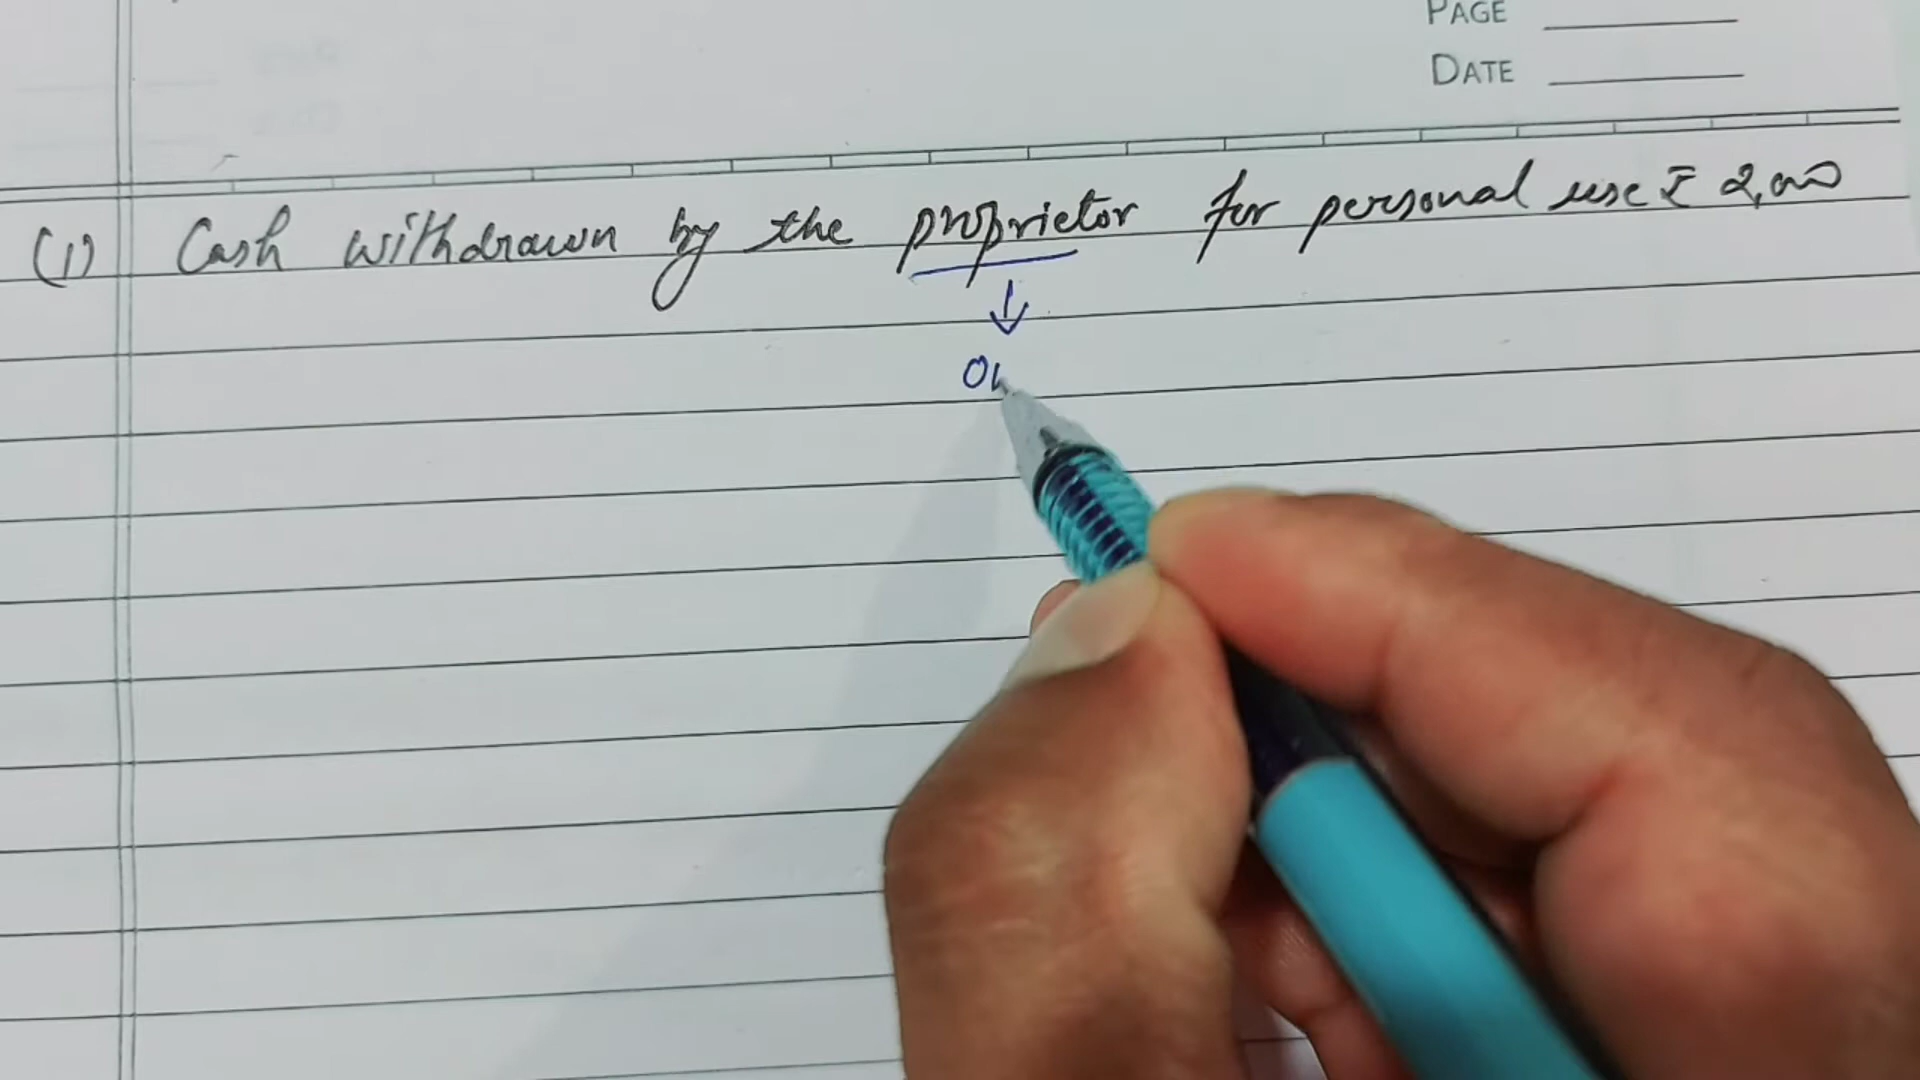 PAGE
DATE
(1) Cash withdrawn by the proprietor for personal use ₹ 2,000
↓
Ow